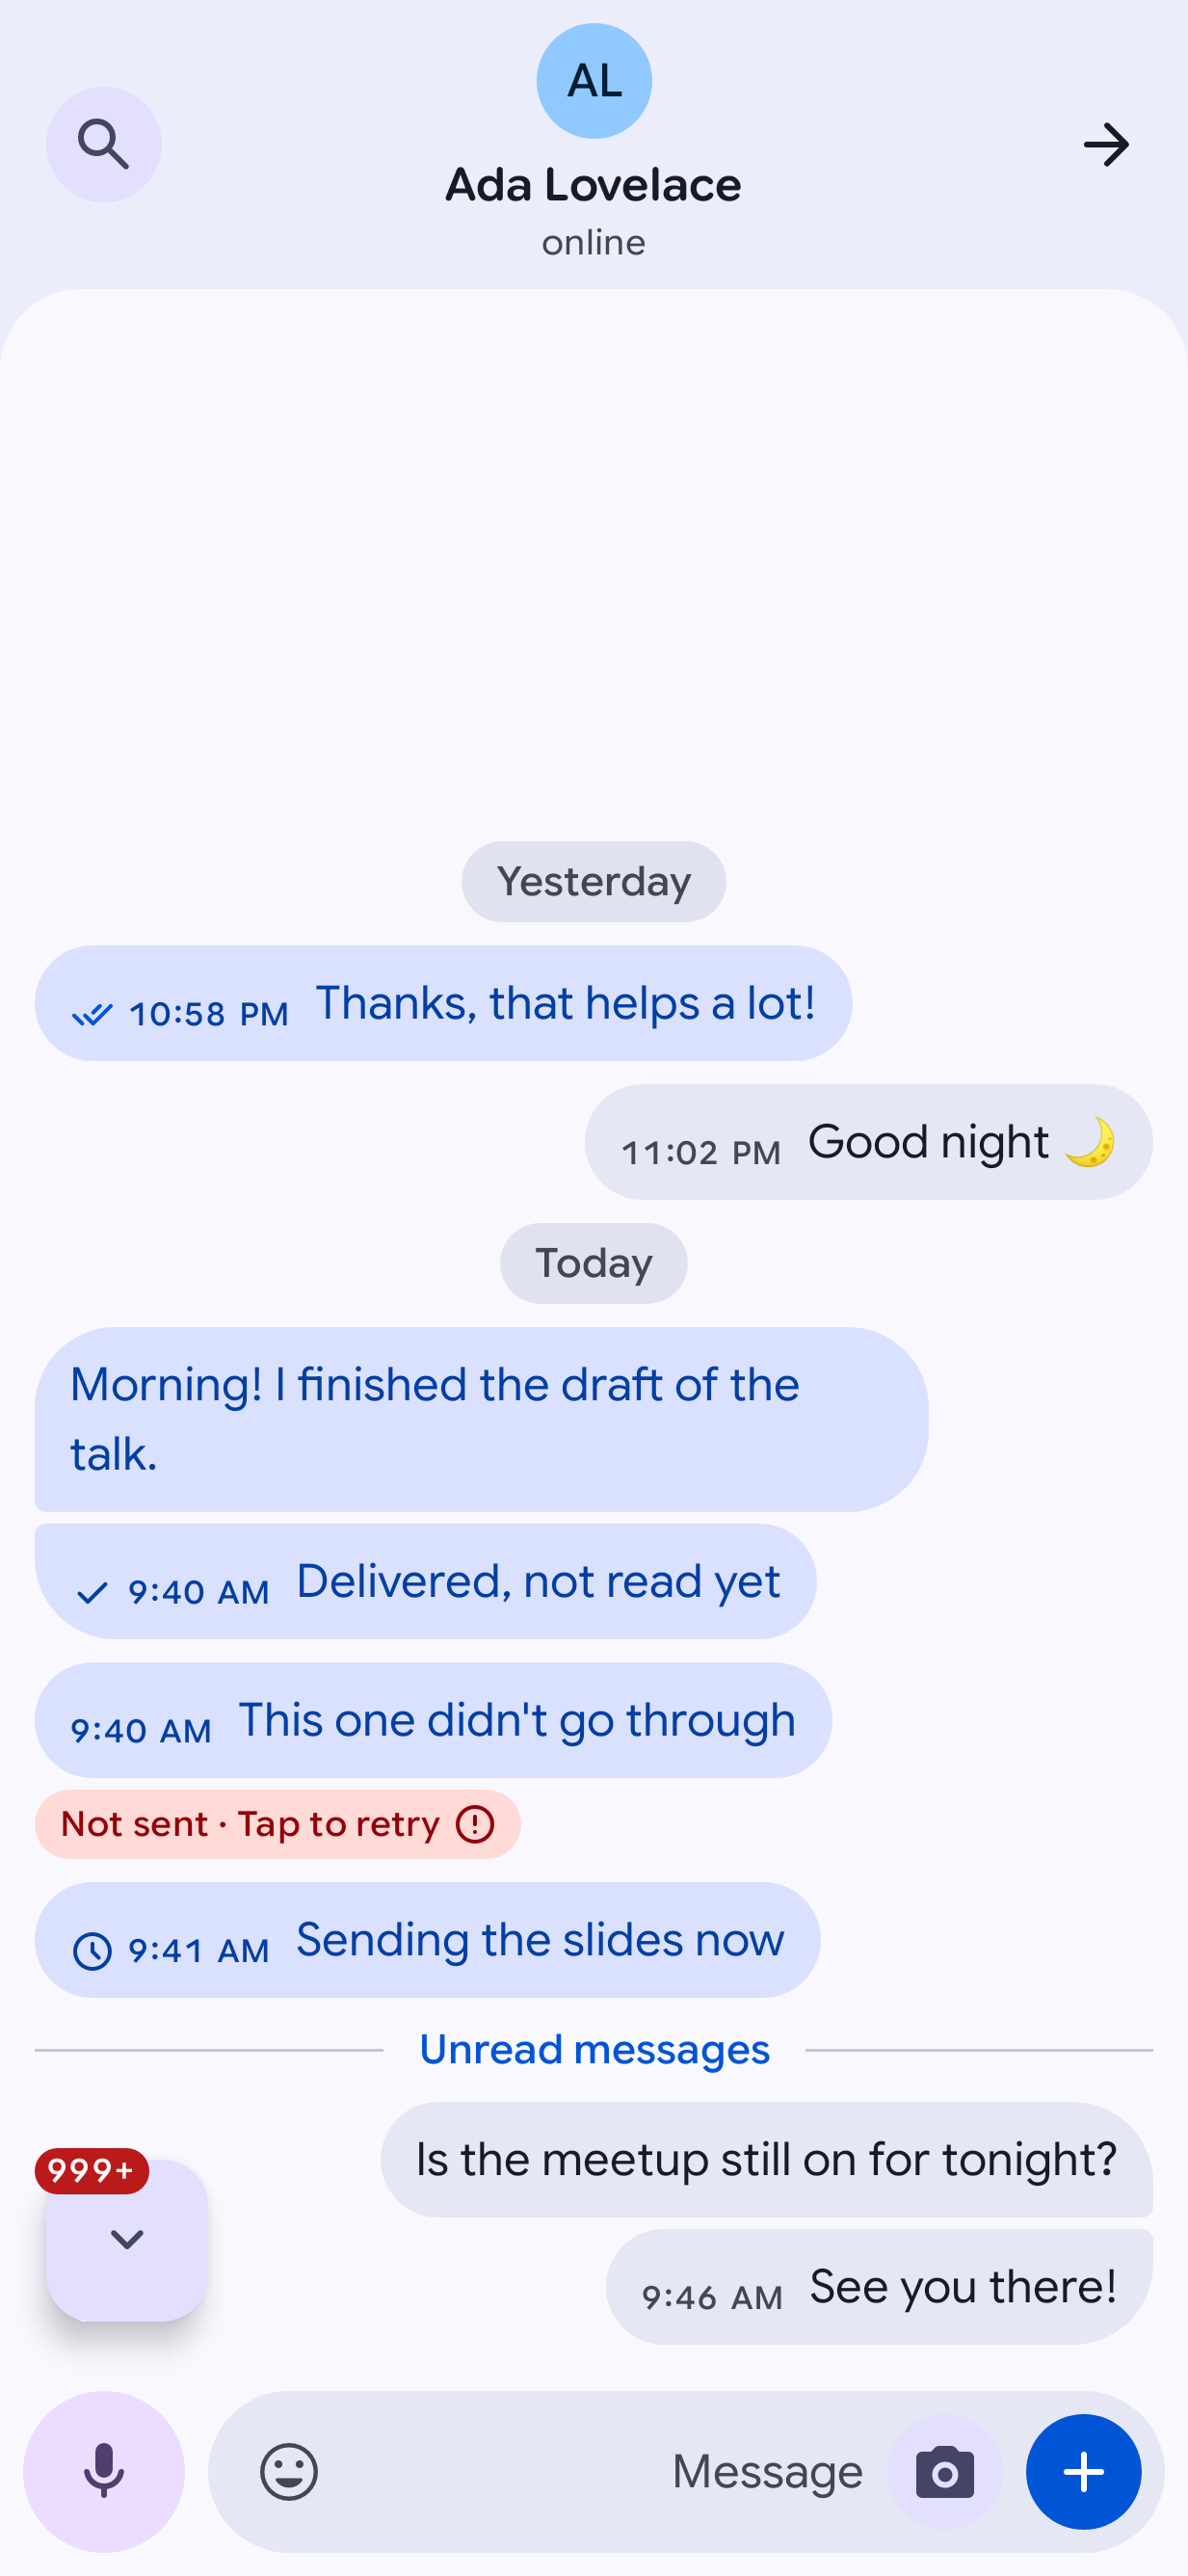 AL
Ada Lovelace
online
Yesterday
10:58 PM Thanks, that helps a lot!
11:02 PM Good night 🌙
Today
Morning! I finished the draft of the
talk.
9:40 AM Delivered, not read yet
9:40 AM This one didn't go through
Not sent · Tap to retry
9:41 AM Sending the slides now
Unread messages
Is the meetup still on for tonight?
999+
9:46 AM See you there!
Message